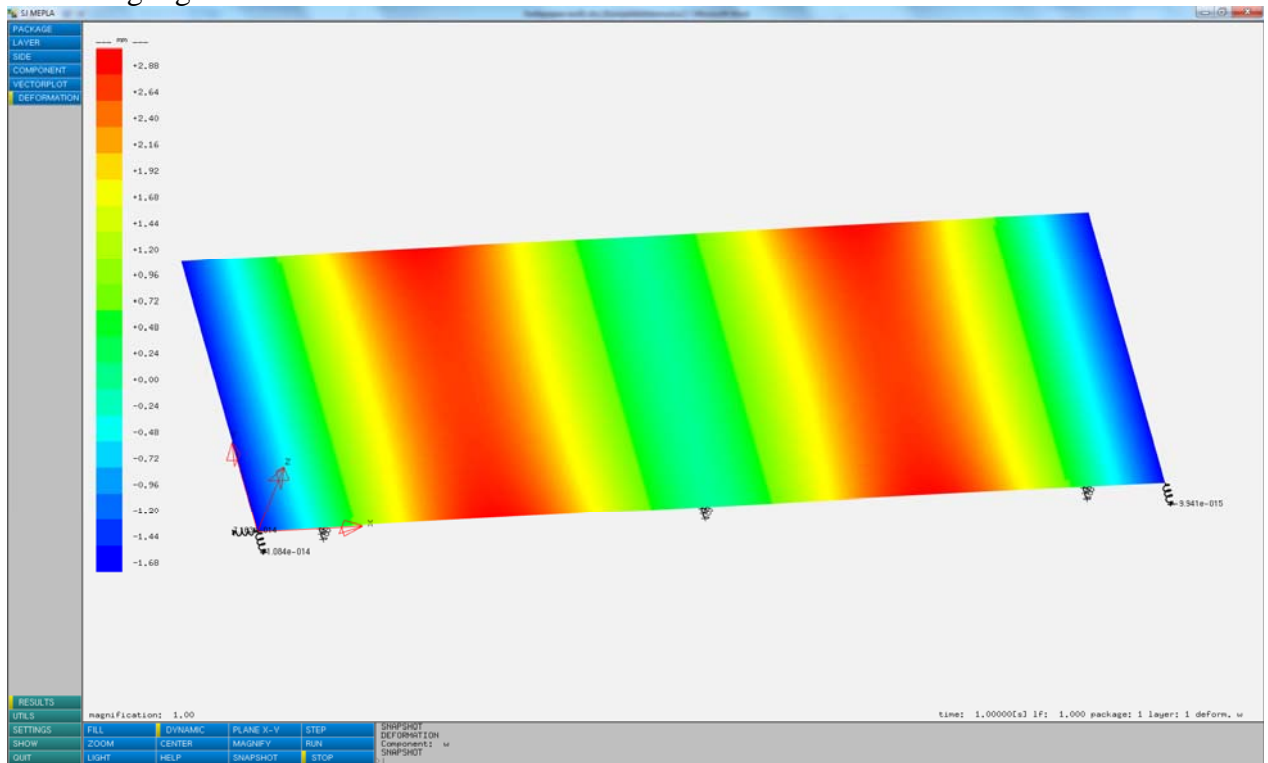 SJ MEPLA
PACKAGE
LAYER
SIDE
COMPONENT
VECTORPLOT
DEFORMATION
___ mm ___
+2.88
+2.64
+2.40
+2.16
+1.92
+1.68
+1.44
+1.20
+0.96
+0.72
+0.48
+0.24
+0.00
-0.24
-0.48
-0.72
-0.96
-1.20
-1.44
-1.68
x
1.084e-014
9.941e-015
magnification: 1.00
time: 1.00000[s] lf: 1.000 package: 1 layer: 1 deform. w
RESULTS
UTILS
SETTINGS
SHOW
QUIT
FILL DYNAMIC PLANE X-Y STEP
ZOOM CENTER MAGNIFY RUN
LIGHT HELP SNAPSHOT STOP
SNAPSHOT
DEFORMATION
Component: w
SNAPSHOT